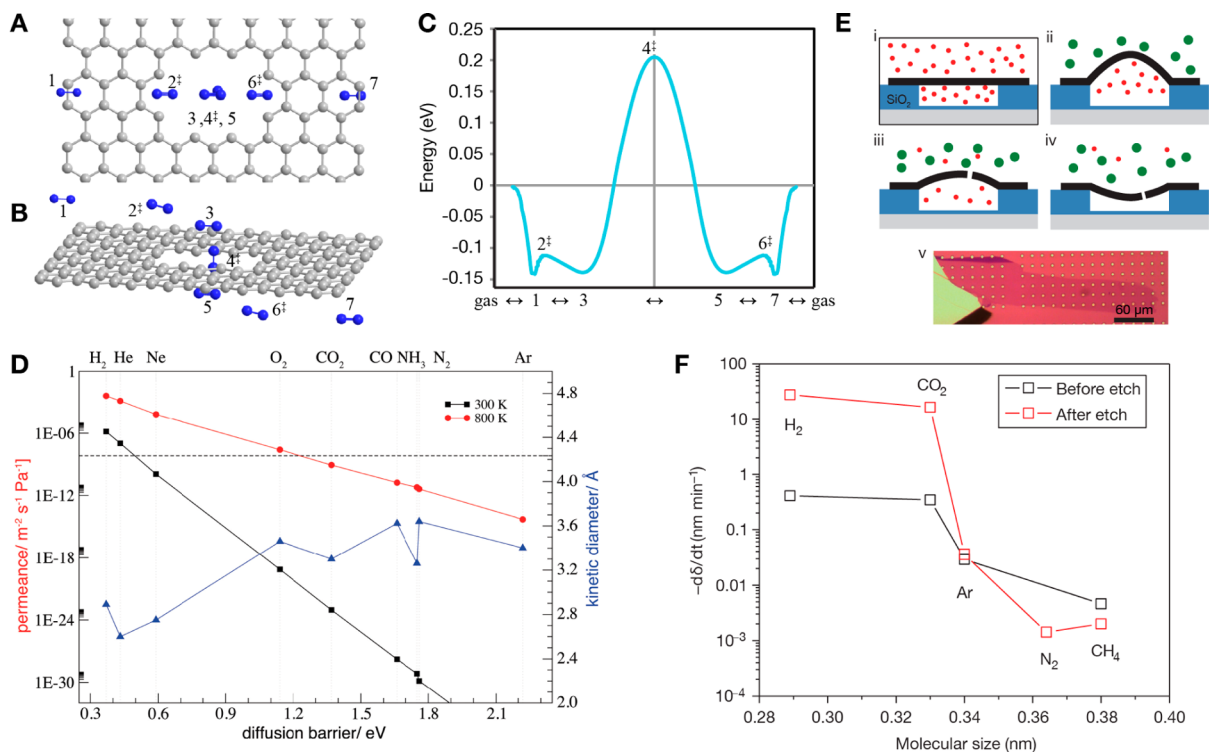 A
1
2‡
6‡
7
3 ,4‡, 5
B
1
2‡
3
4‡
5
6‡
7
C
Energy (eV)
0.25
0.20
0.15
0.10
0.05
0
-0.05
-0.10
-0.15
4‡
2‡
6‡
gas ↔ 1 ↔ 3 ↔ 5 ↔ 7 ↔ gas
E
i
SiO2
ii
iii
iv
v
60 μm
D
H2 He Ne O2 CO2 CO NH3 N2 Ar
permeance/ m-2 s-1 Pa-1
1
1E-06
1E-12
1E-18
1E-24
1E-30
300 K
800 K
4.8
4.4
4.0
3.6
3.2
2.8
2.4
2.0
kinetic diameter/ Å
0.3 0.6 0.9 1.2 1.5 1.8 2.1
diffusion barrier/ eV
F
−dδ/dt (nm min−1)
100
10
1
0.1
0.01
10−3
10−4
Before etch
After etch
H2
CO2
Ar
N2
CH4
0.28 0.30 0.32 0.34 0.36 0.38 0.40
Molecular size (nm)